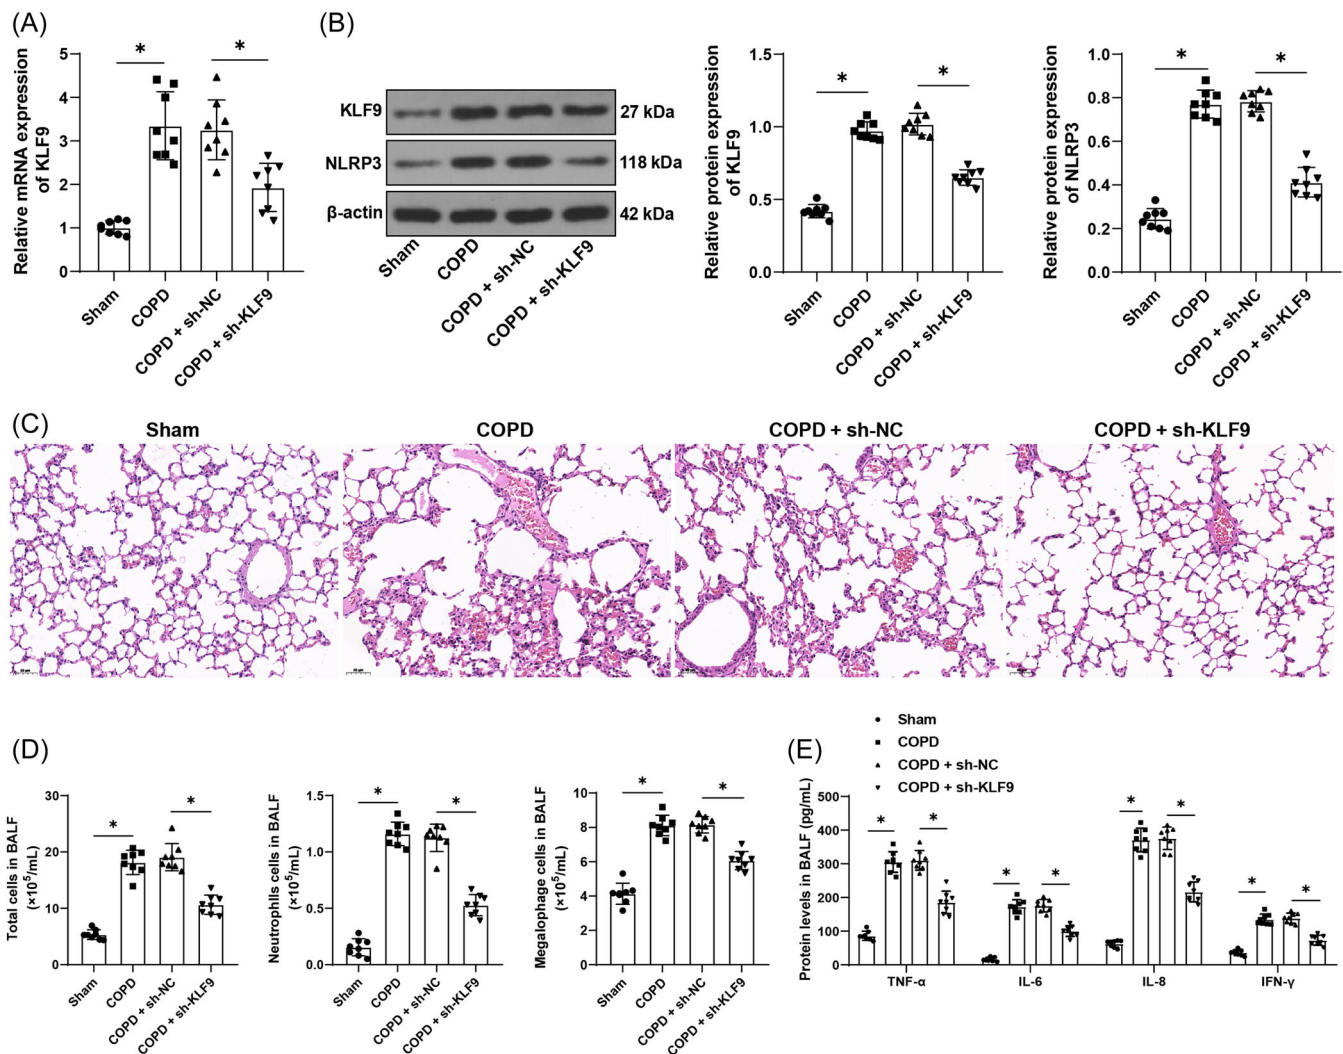 (A)
Relative mRNA expression
of KLF9
5
4
3
2
1
0
*
*
Sham
COPD
COPD + sh-NC
COPD + sh-KLF9
(B)
KLF9
27 kDa
NLRP3
118 kDa
β-actin
42 kDa
Sham
COPD
COPD + sh-NC
COPD + sh-KLF9
Relative protein expression
of KLF9
1.5
1.0
0.5
0.0
*
*
Sham
COPD
COPD + sh-NC
COPD + sh-KLF9
Relative protein expression
of NLRP3
1.0
0.8
0.6
0.4
0.2
0.0
*
*
Sham
COPD
COPD + sh-NC
COPD + sh-KLF9
(C)
Sham
COPD
COPD + sh-NC
COPD + sh-KLF9
(D)
Total cells in BALF
(×10⁵/mL)
30
20
10
0
*
*
Sham
COPD
COPD + sh-NC
COPD + sh-KLF9
Neutrophils cells in BALF
(×10⁵/mL)
1.5
1.0
0.5
0.0
*
*
Sham
COPD
COPD + sh-NC
COPD + sh-KLF9
Megalophage cells in BALF
(×10⁵/mL)
10
8
6
4
2
0
*
*
Sham
COPD
COPD + sh-NC
COPD + sh-KLF9
(E)
Sham
COPD
COPD + sh-NC
COPD + sh-KLF9
Protein levels in BALF (pg/mL)
500
400
300
200
100
0
*
*
*
*
*
*
*
*
TNF-α
IL-6
IL-8
IFN-γ